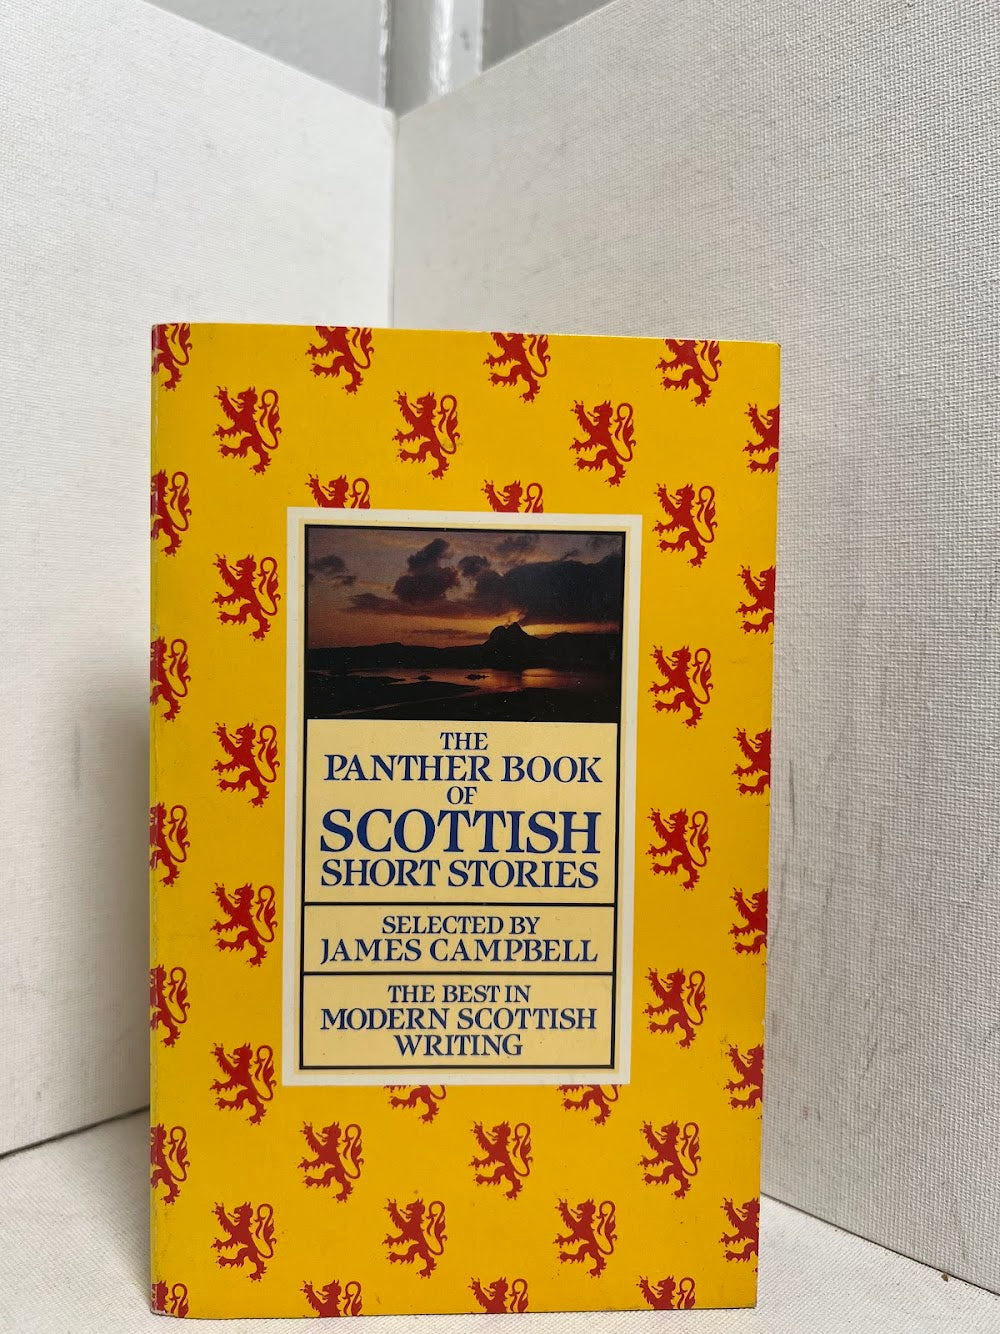 THE
PANTHER BOOK
OF
SCOTTISH
SHORT STORIES
SELECTED BY
JAMES CAMPBELL
THE BEST IN
MODERN SCOTTISH
WRITING